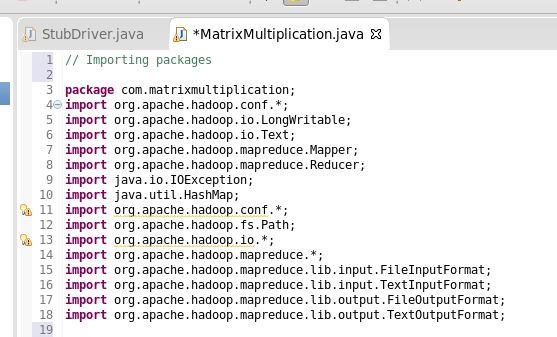 StubDriver.java *MatrixMultiplication.java
1 // Importing packages
2
3 package com.matrixmultiplication;
4 import org.apache.hadoop.conf.*;
5 import org.apache.hadoop.io.LongWritable;
6 import org.apache.hadoop.io.Text;
7 import org.apache.hadoop.mapreduce.Mapper;
8 import org.apache.hadoop.mapreduce.Reducer;
9 import java.io.IOException;
10 import java.util.HashMap;
11 import org.apache.hadoop.conf.*;
12 import org.apache.hadoop.fs.Path;
13 import org.apache.hadoop.io.*;
14 import org.apache.hadoop.mapreduce.*;
15 import org.apache.hadoop.mapreduce.lib.input.FileInputFormat;
16 import org.apache.hadoop.mapreduce.lib.input.TextInputFormat;
17 import org.apache.hadoop.mapreduce.lib.output.FileOutputFormat;
18 import org.apache.hadoop.mapreduce.lib.output.TextOutputFormat;
19